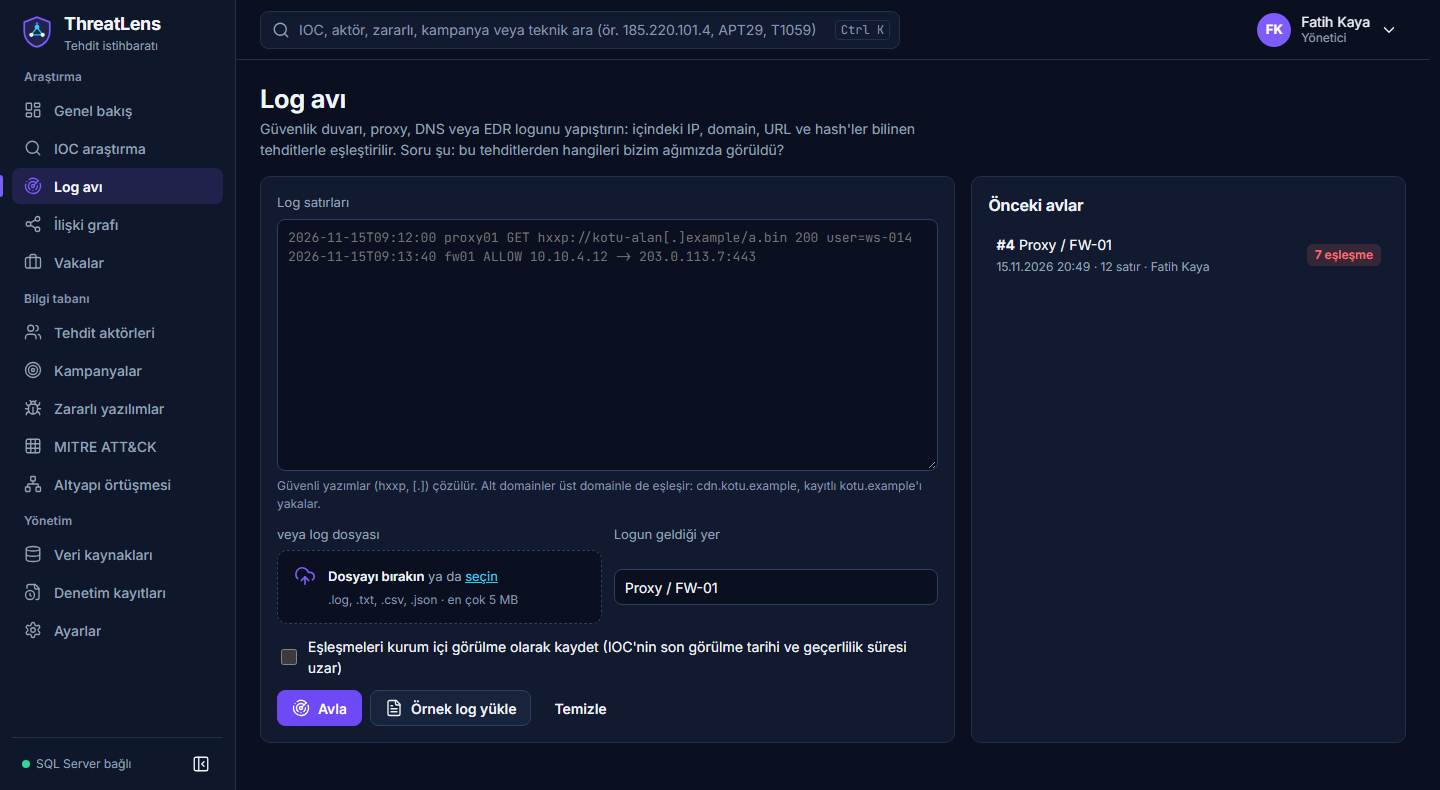 ThreatLens
Tehdit istihbaratı
IOC, aktör, zararlı, kampanya veya teknik ara (ör. 185.220.101.4, APT29, T1059)
Ctrl K
FK
Fatih Kaya
Yönetici
Araştırma
Genel bakış
IOC araştırma
Log avı
İlişki grafı
Vakalar
Bilgi tabanı
Tehdit aktörleri
Kampanyalar
Zararlı yazılımlar
MITRE ATT&CK
Altyapı örtüşmesi
Yönetim
Veri kaynakları
Denetim kayıtları
Ayarlar
SQL Server bağlı
Log avı
Güvenlik duvarı, proxy, DNS veya EDR logunu yapıştırın: içindeki IP, domain, URL ve hash'ler bilinen
tehditlerle eşleştirilir. Soru şu: bu tehditlerden hangileri bizim ağımızda görüldü?
Log satırları
2026-11-15T09:12:00 proxy01 GET hxxp://kotu-alan[.]example/a.bin 200 user=ws-014
2026-11-15T09:13:40 fw01 ALLOW 10.10.4.12 -> 203.0.113.7:443
Güvenli yazımlar (hxxp, [.]) çözülür. Alt domainler üst domainle de eşleşir: cdn.kotu.example, kayıtlı kotu.example'ı
yakalar.
veya log dosyası
Dosyayı bırakın ya da seçin
.log, .txt, .csv, .json · en çok 5 MB
Logun geldiği yer
Proxy / FW-01
Eşleşmeleri kurum içi görülme olarak kaydet (IOC'nin son görülme tarihi ve geçerlilik süresi
uzar)
Avla
Örnek log yükle
Temizle
Önceki avlar
#4 Proxy / FW-01
15.11.2026 20:49 · 12 satır · Fatih Kaya
7 eşleşme